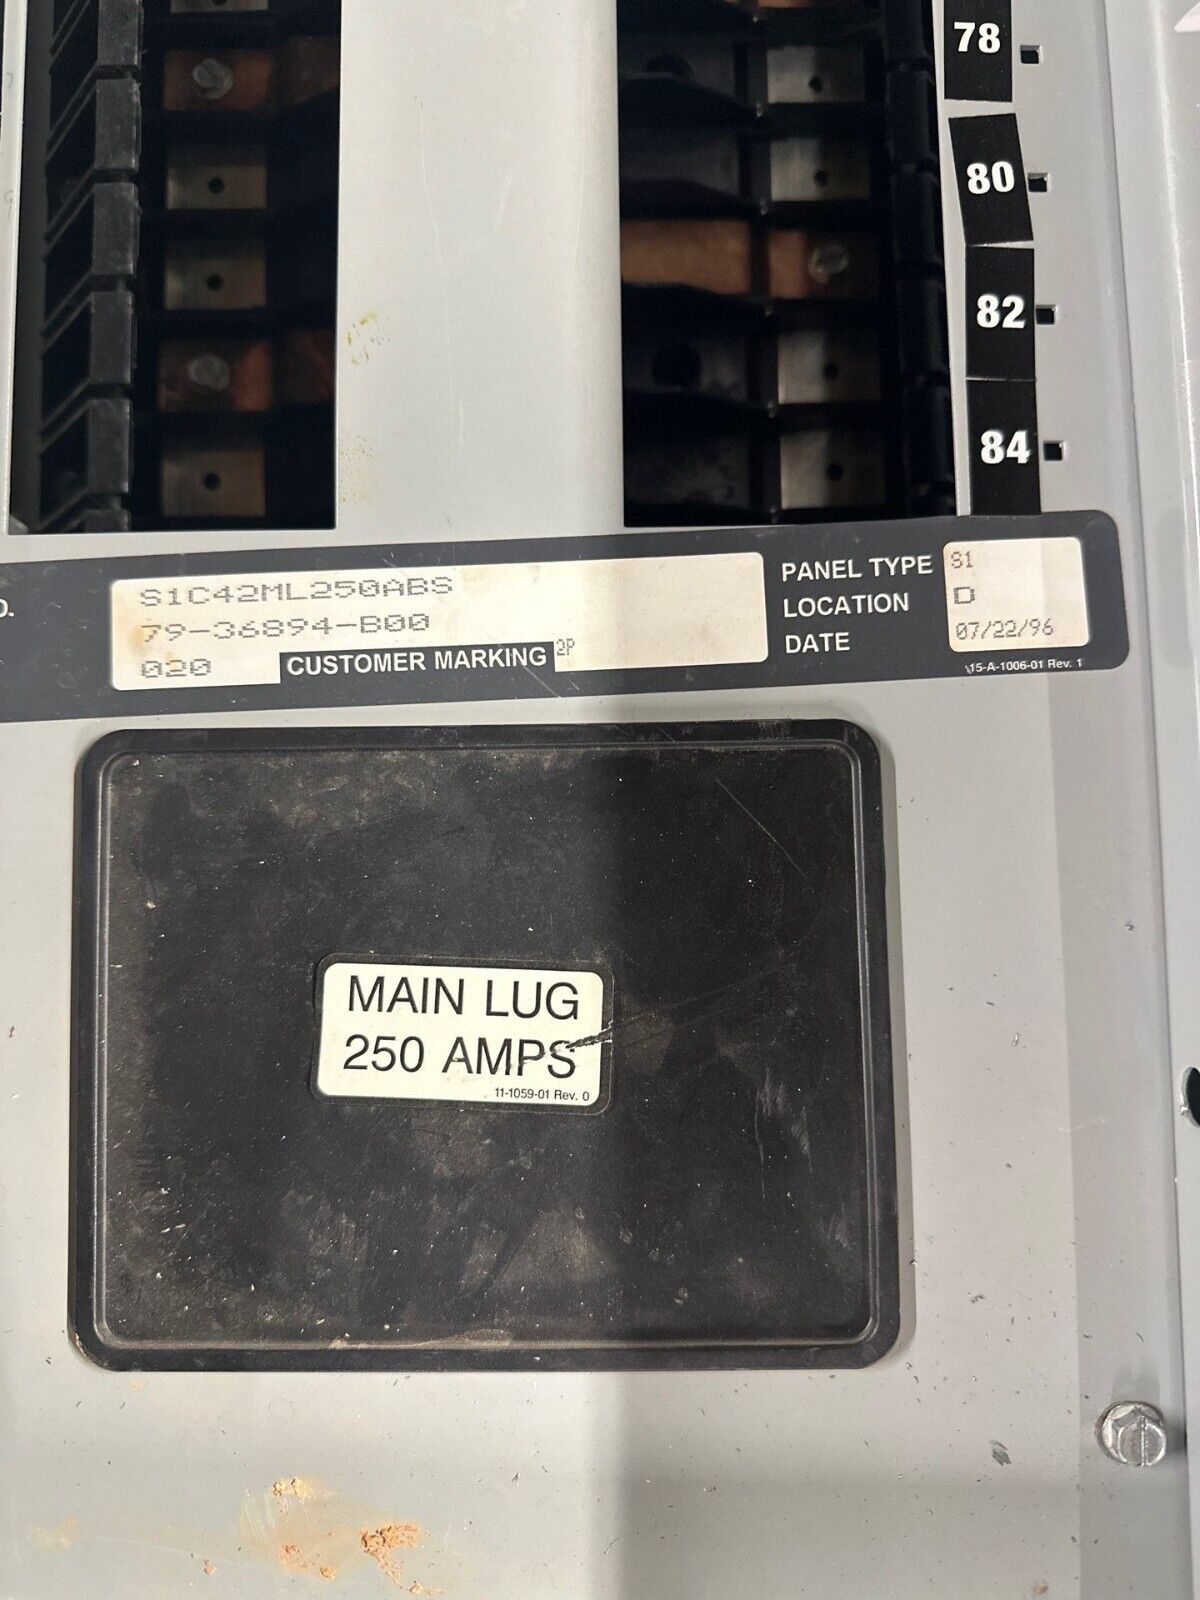 78
80
82
84
D.
S1C42ML250ABS
79-36894-B00
020 CUSTOMER MARKING 2P
PANEL TYPE S1
LOCATION D
DATE 07/22/96
15-A-1006-01 Rev. 1
MAIN LUG
250 AMPS
11-1059-01 Rev. 0